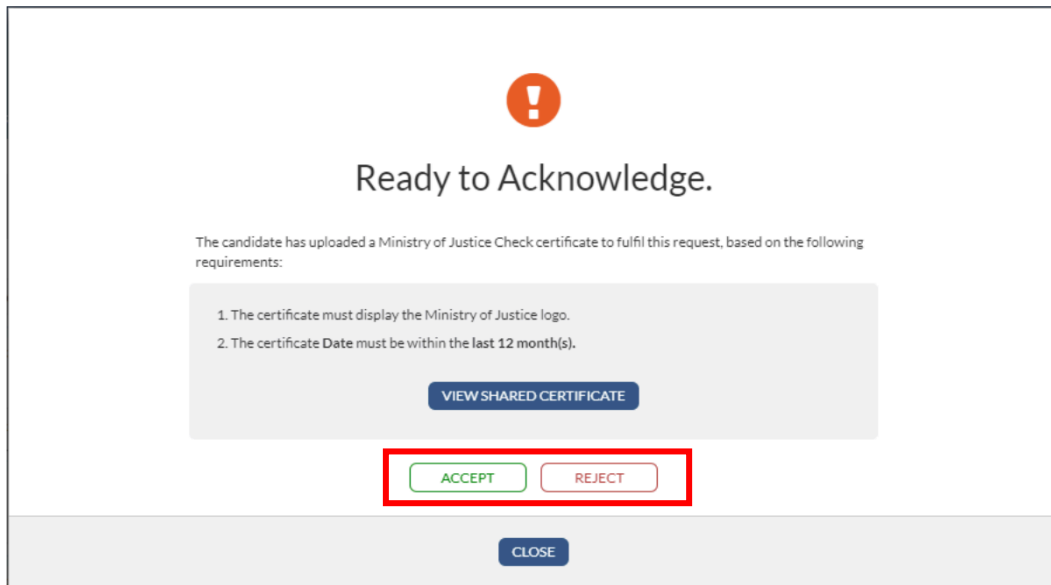 Ready to Acknowledge.
The candidate has uploaded a Ministry of Justice Check certificate to fulfil this request, based on the following
requirements:
1. The certificate must display the Ministry of Justice logo.
2. The certificate Date must be within the last 12 month(s).
VIEW SHARED CERTIFICATE
ACCEPT REJECT
CLOSE